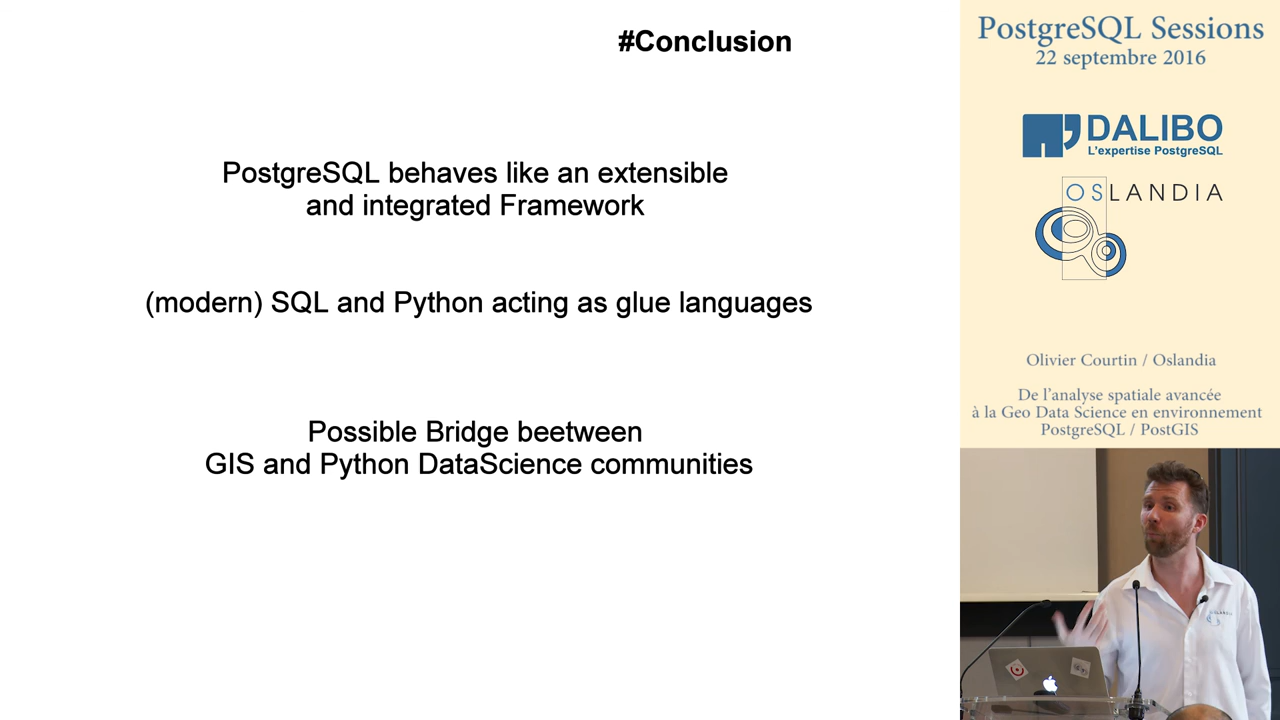 #Conclusion
PostgreSQL behaves like an extensible
and integrated Framework
(modern) SQL and Python acting as glue languages
Possible Bridge beetween
GIS and Python DataScience communities
PostgreSQL Sessions
22 septembre 2016
DALIBO
L'expertise PostgreSQL
OSLANDIA
Olivier Courtin / Oslandia
De l'analyse spatiale avancée
à la Geo Data Science en environnement
PostgreSQL / PostGIS